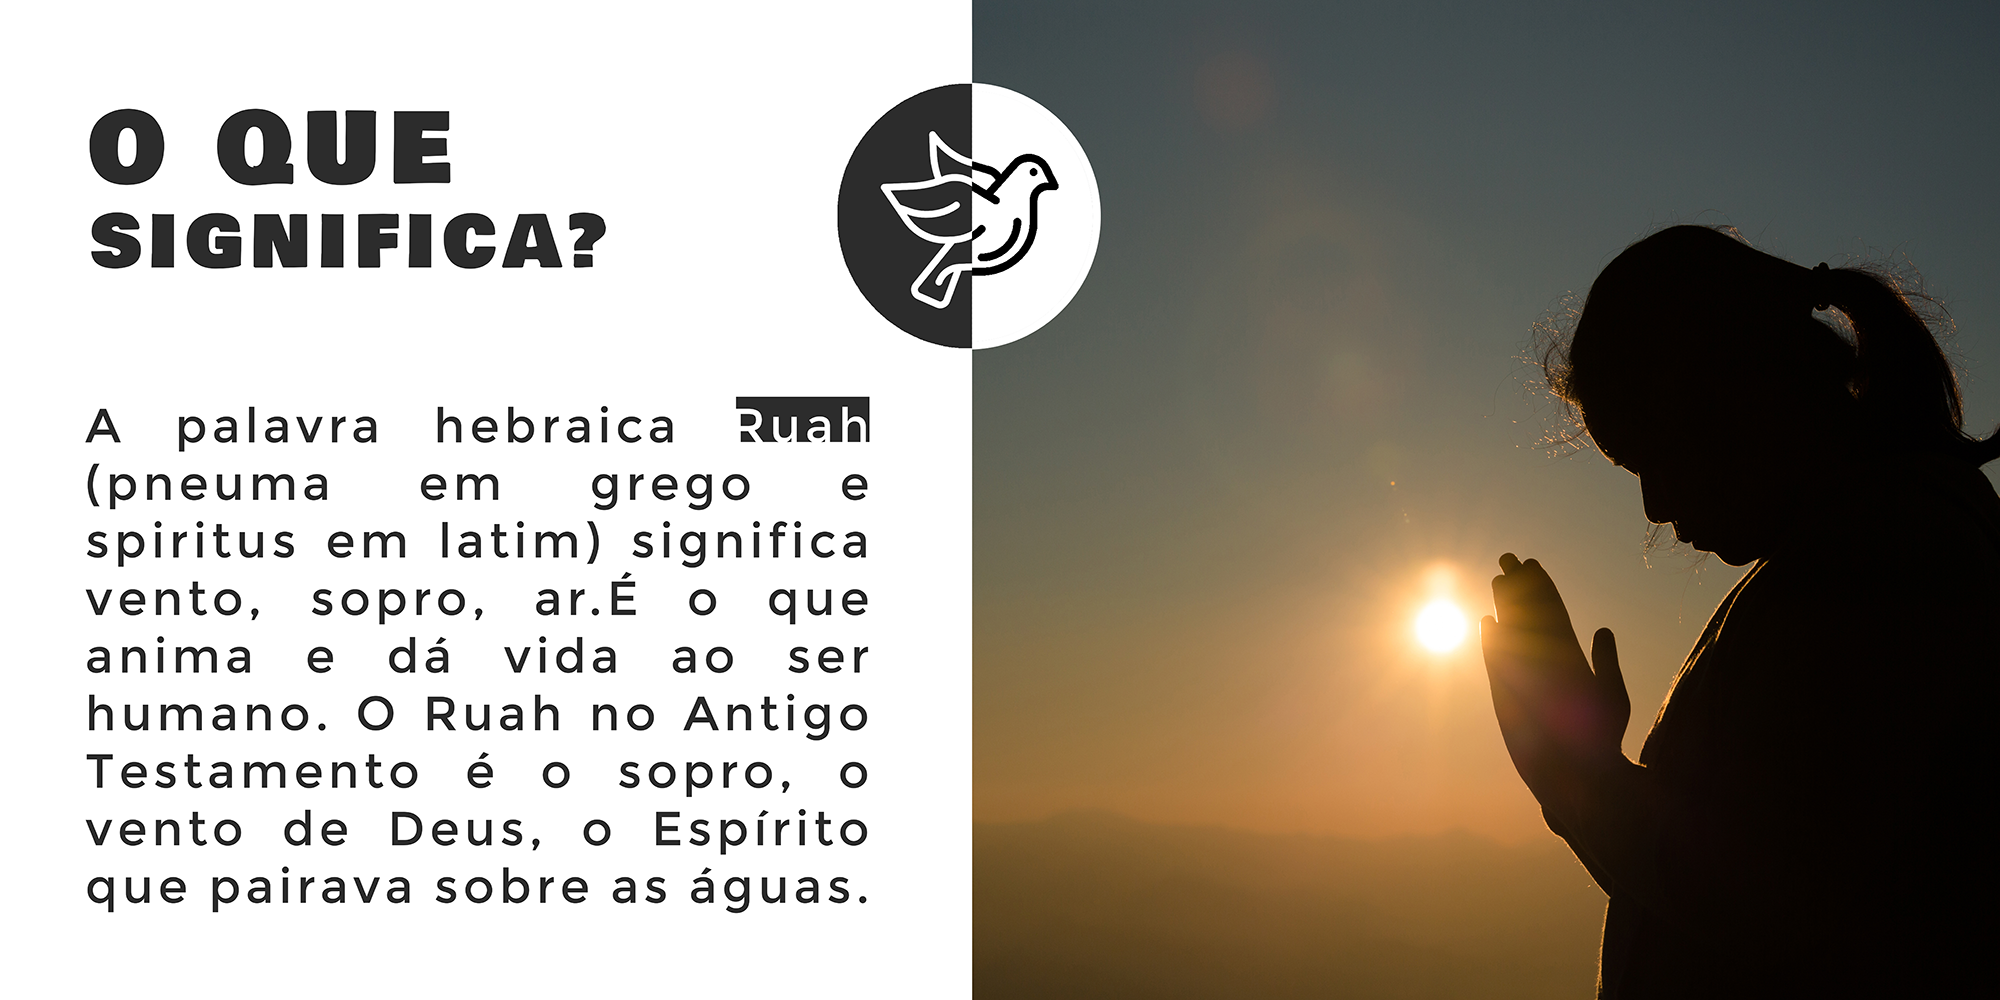 O QUE
SIGNIFICA?
A palavra hebraica Ruah
(pneuma em grego e
spiritus em latim) significa
vento, sopro, ar.É o que
anima e dá vida ao ser
humano. O Ruah no Antigo
Testamento é o sopro, o
vento de Deus, o Espírito
que pairava sobre as águas.